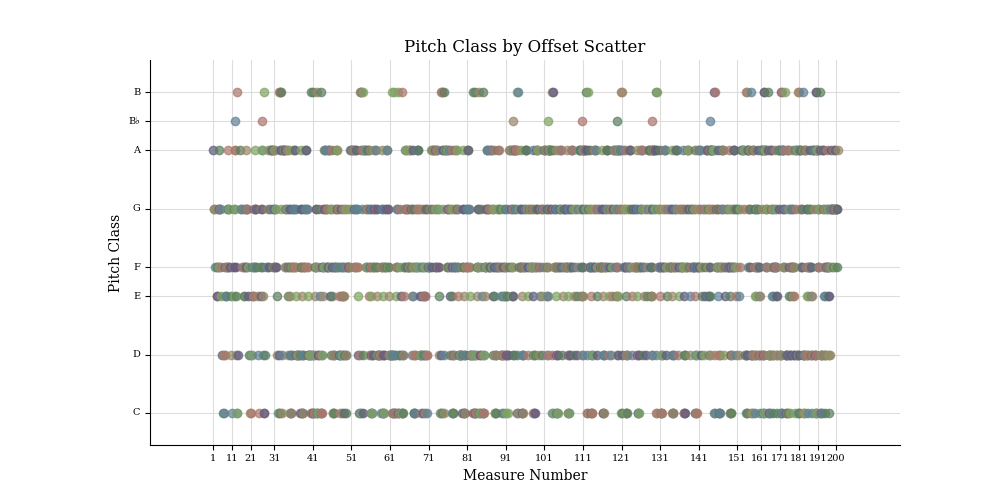 Pitch Class by Offset Scatter
B
B♭
A
G
F
E
D
C
Pitch Class
1 11 21 31 41 51 61 71 81 91 101 111 121 131 141 151 161 171 181 191 200
Measure Number